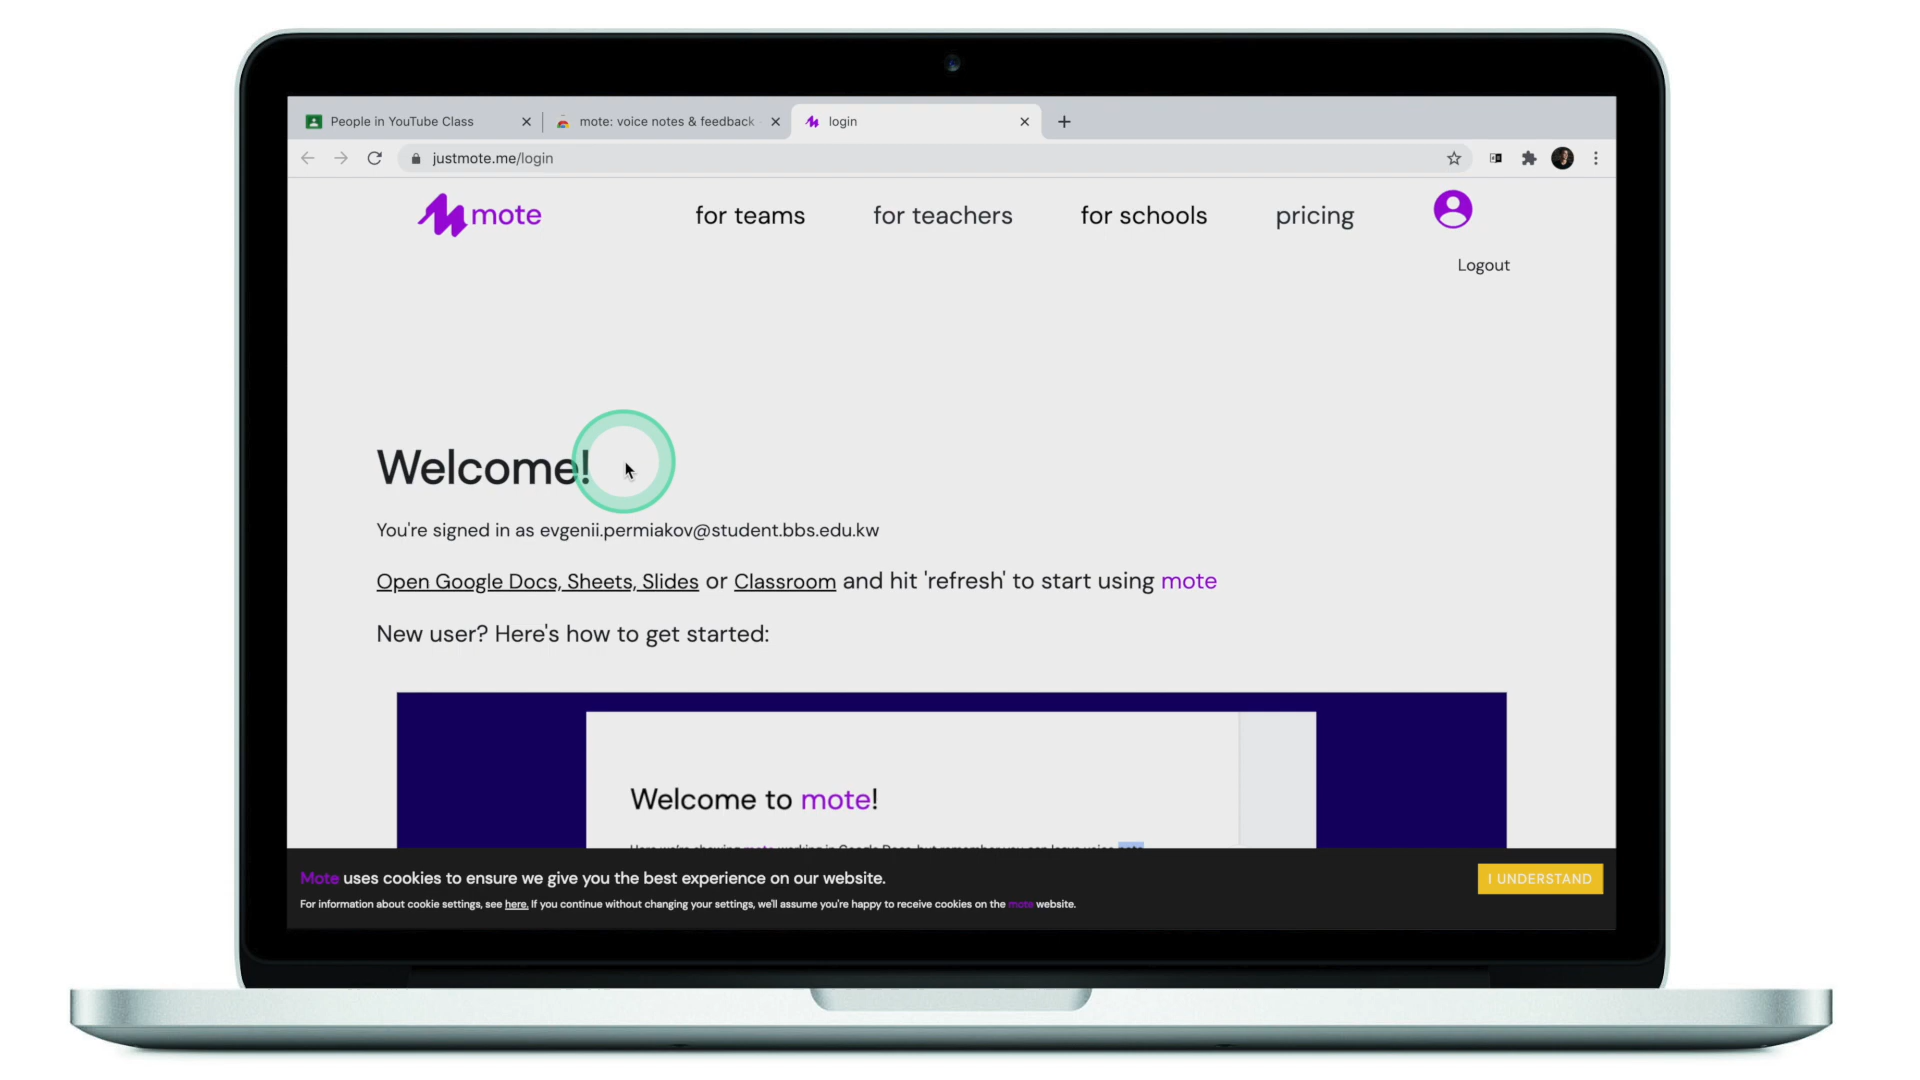 People in YouTube Class
mote: voice notes & feedback
login
justmote.me/login
mote
for teams
for teachers
for schools
pricing
Logout
Welcome!
You're signed in as evgenii.permiakov@student.bbs.edu.kw
Open Google Docs, Sheets, Slides or Classroom and hit 'refresh' to start using mote
New user? Here's how to get started:
Welcome to mote!
Mote uses cookies to ensure we give you the best experience on our website.
For information about cookie settings, see here. If you continue without changing your settings, we'll assume you're happy to receive cookies on the mote website.
I UNDERSTAND